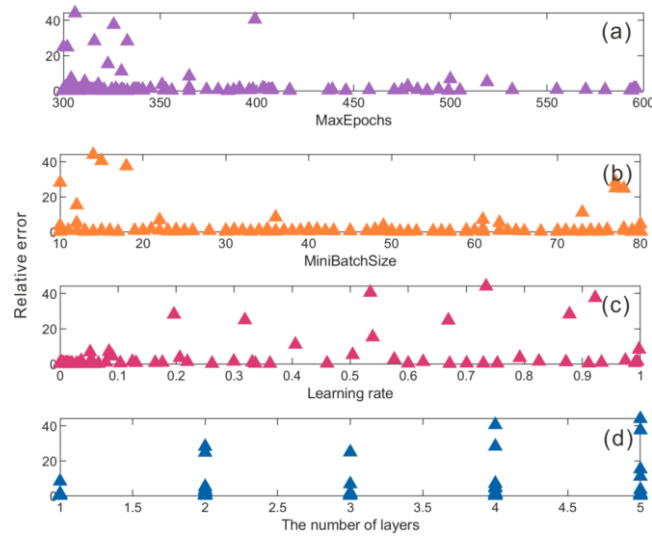 40
20
0
(a)
300 350 400 450 500 550 600
MaxEpochs
40
20
0
(b)
10 20 30 40 50 60 70 80
MiniBatchSize
Relative error
40
20
0
(c)
0 0.1 0.2 0.3 0.4 0.5 0.6 0.7 0.8 0.9 1
Learning rate
40
20
0
(d)
1 1.5 2 2.5 3 3.5 4 4.5 5
The number of layers